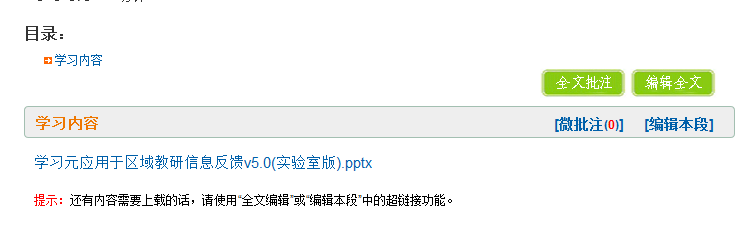 目录：
学习内容
全文批注 编辑全文
学习内容 [微批注(0)] [编辑本段]
学习元应用于区域教研信息反馈v5.0(实验室版).pptx
提示：还有内容需要上载的话，请使用“全文编辑”或“编辑本段”中的超链接功能。